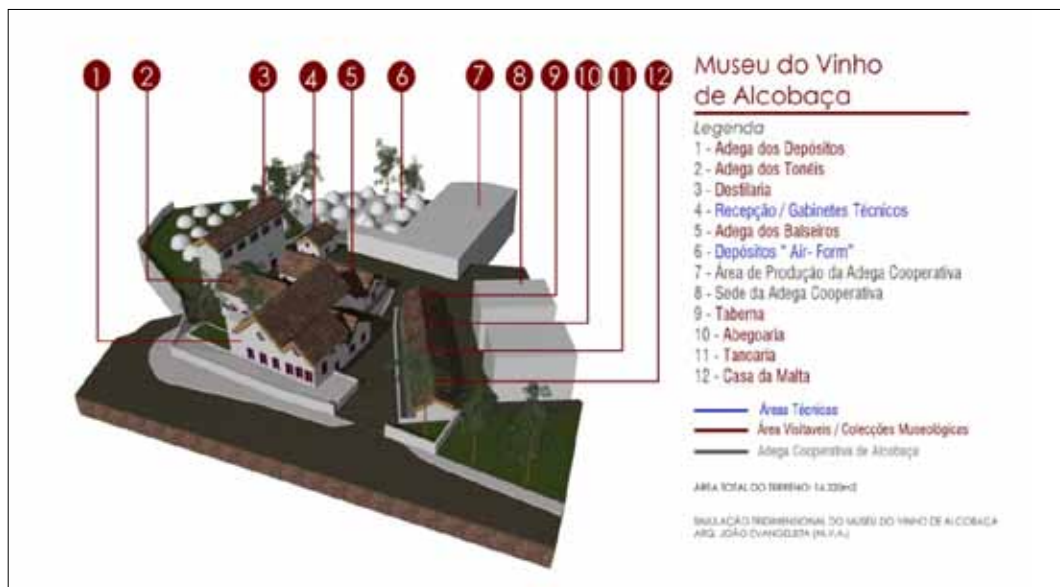 1 2 3 4 5 6 7 8 9 10 11 12
Museu do Vinho
de Alcobaça
Legenda
1 - Adega dos Depósitos
2 - Adega dos Tonéis
3 - Destilaria
4 - Recepção / Gabinetes Técnicos
5 - Adega dos Balseiros
6 - Depósitos " Air- Form"
7 - Área de Produção da Adega Cooperativa
8 - Sede da Adega Cooperativa
9 - Taberna
10 - Abegoaria
11 - Tanoaria
12 - Casa da Malta
Áreas Técnicas
Área Visitaveis / Colecções Museológicas
Adega Cooperativa de Alcobaça
ÁREA TOTAL DO TERRENO:
SIMULAÇÃO TRIDIMENSIONAL DO MUSEU DO VINHO DE ALCOBAÇA
ARQ. JOÃO EVANGELISTA (M.V.A.)